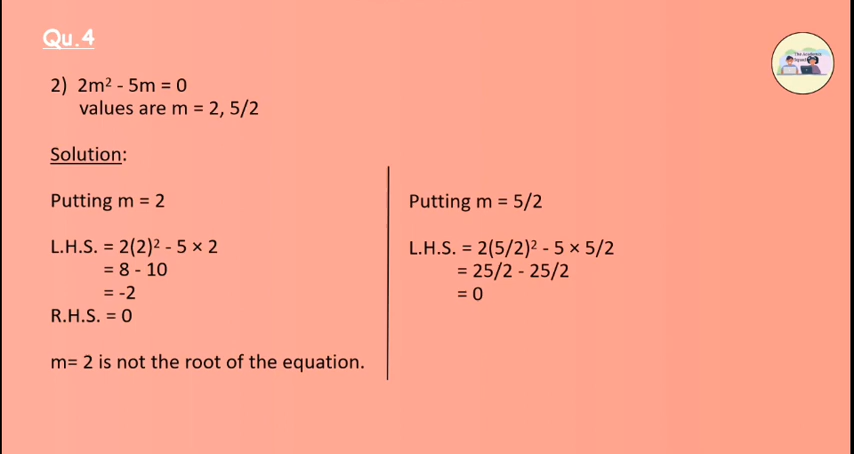 Qu.4
The Academic
2) 2m² - 5m = 0
values are m = 2, 5/2
Solution:
Putting m = 2
L.H.S. = 2(2)² - 5 × 2
= 8 - 10
= -2
R.H.S. = 0
m= 2 is not the root of the equation.
Putting m = 5/2
L.H.S. = 2(5/2)² - 5 × 5/2
= 25/2 - 25/2
= 0